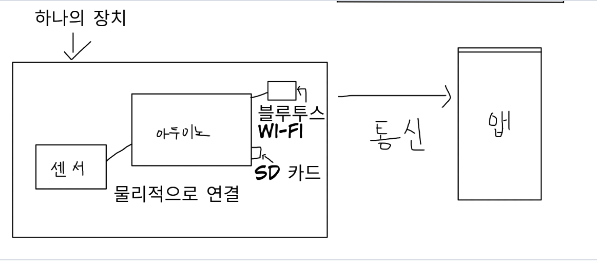 하나의 장치
블루투스
WI-FI
아두이노
SD 카드
센서
물리적으로 연결
통신
앱